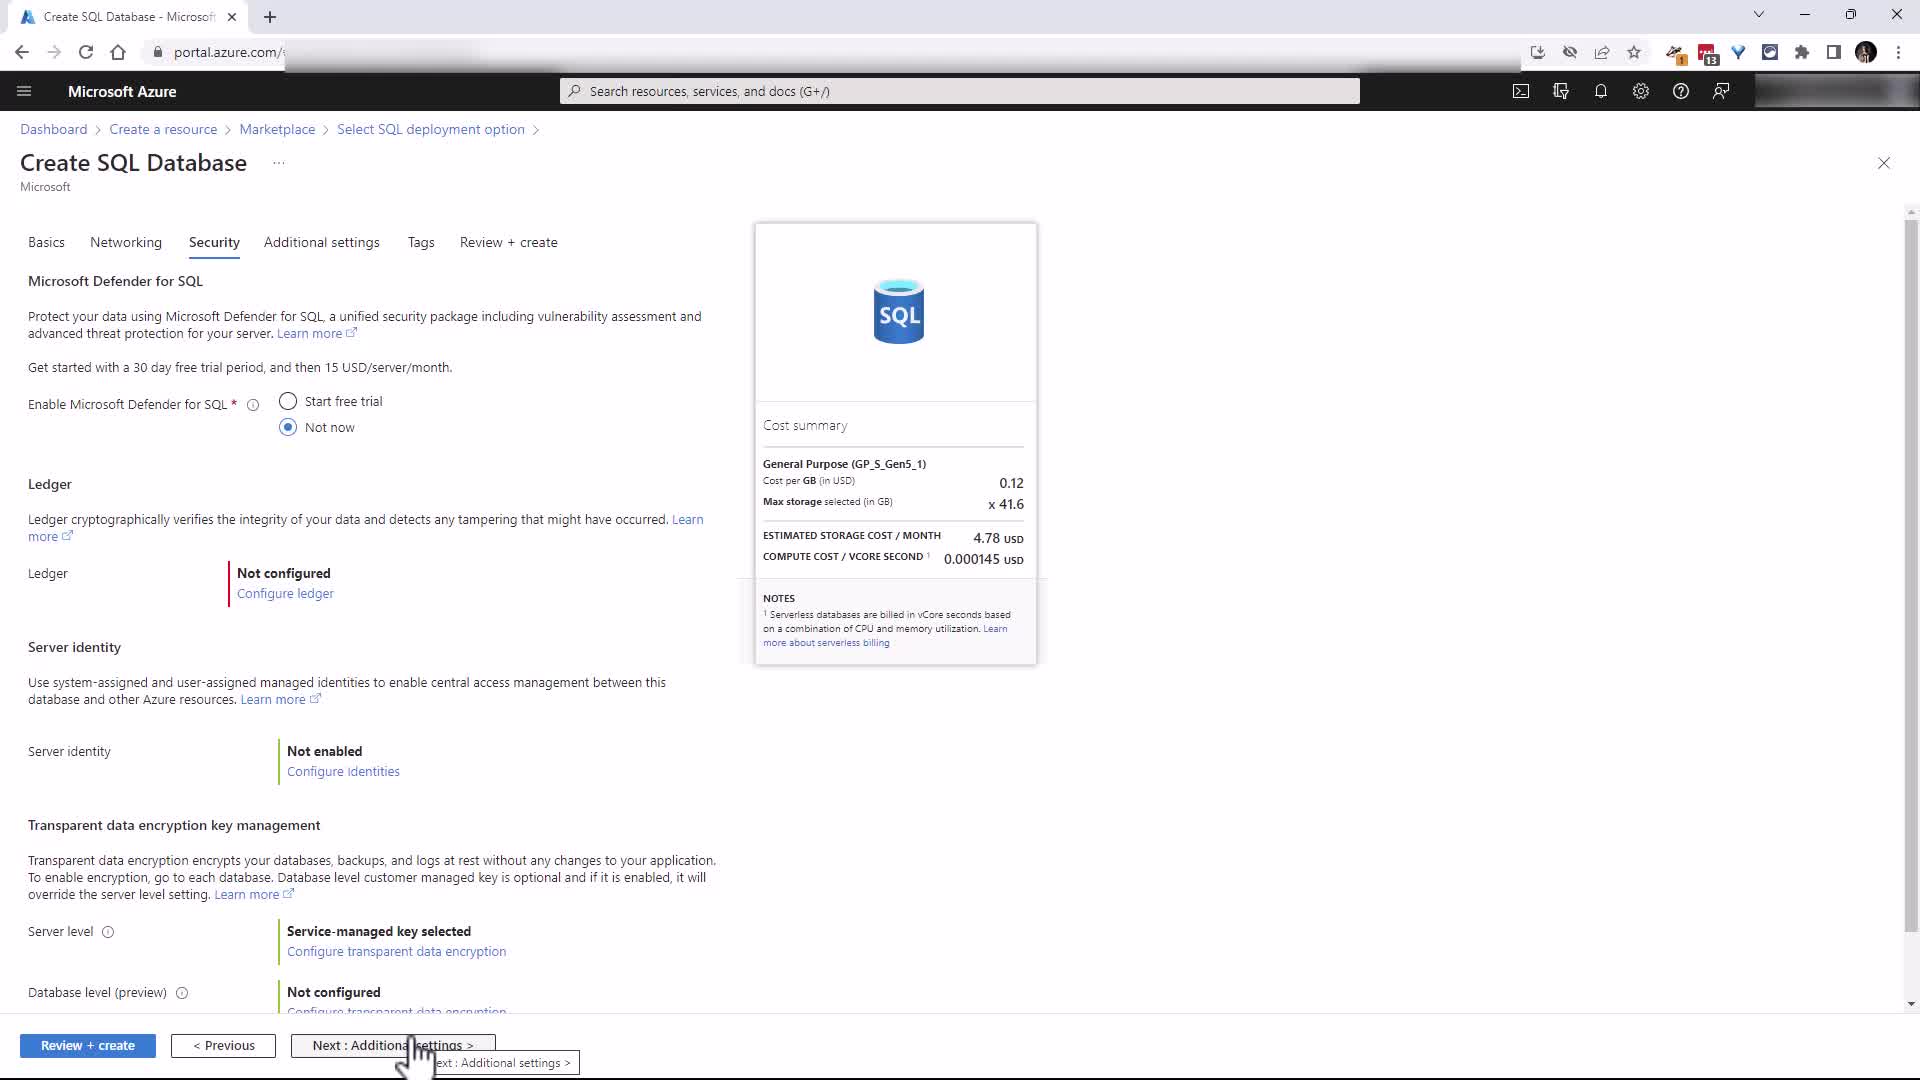 Create SQL Database - Microsoft
portal.azure.com/
1
13
Microsoft Azure
Search resources, services, and docs (G+/)
Dashboard > Create a resource > Marketplace > Select SQL deployment option >
Create SQL Database ...
Microsoft
Basics Networking Security Additional settings Tags Review + create
Microsoft Defender for SQL
Protect your data using Microsoft Defender for SQL, a unified security package including vulnerability assessment and
advanced threat protection for your server. Learn more
Get started with a 30 day free trial period, and then 15 USD/server/month.
Enable Microsoft Defender for SQL *
Start free trial
Not now
Ledger
Ledger cryptographically verifies the integrity of your data and detects any tampering that might have occurred. Learn
more
Ledger
Not configured
Configure ledger
Server identity
Use system-assigned and user-assigned managed identities to enable central access management between this
database and other Azure resources. Learn more
Server identity
Not enabled
Configure Identities
Transparent data encryption key management
Transparent data encryption encrypts your databases, backups, and logs at rest without any changes to your application.
To enable encryption, go to each database. Database level customer managed key is optional and if it is enabled, it will
override the server level setting. Learn more
Server level
Service-managed key selected
Configure transparent data encryption
Database level (preview)
Not configured
Configure transparent data encryption
SQL
Cost summary
General Purpose (GP_S_Gen5_1)
Cost per GB (in USD) 0.12
Max storage selected (in GB) x 41.6
ESTIMATED STORAGE COST / MONTH 4.78 USD
COMPUTE COST / VCORE SECOND 1 0.000145 USD
NOTES
1 Serverless databases are billed in vCore seconds based
on a combination of CPU and memory utilization. Learn
more about serverless billing
Review + create
< Previous
Next : Additional settings >
ext : Additional settings >